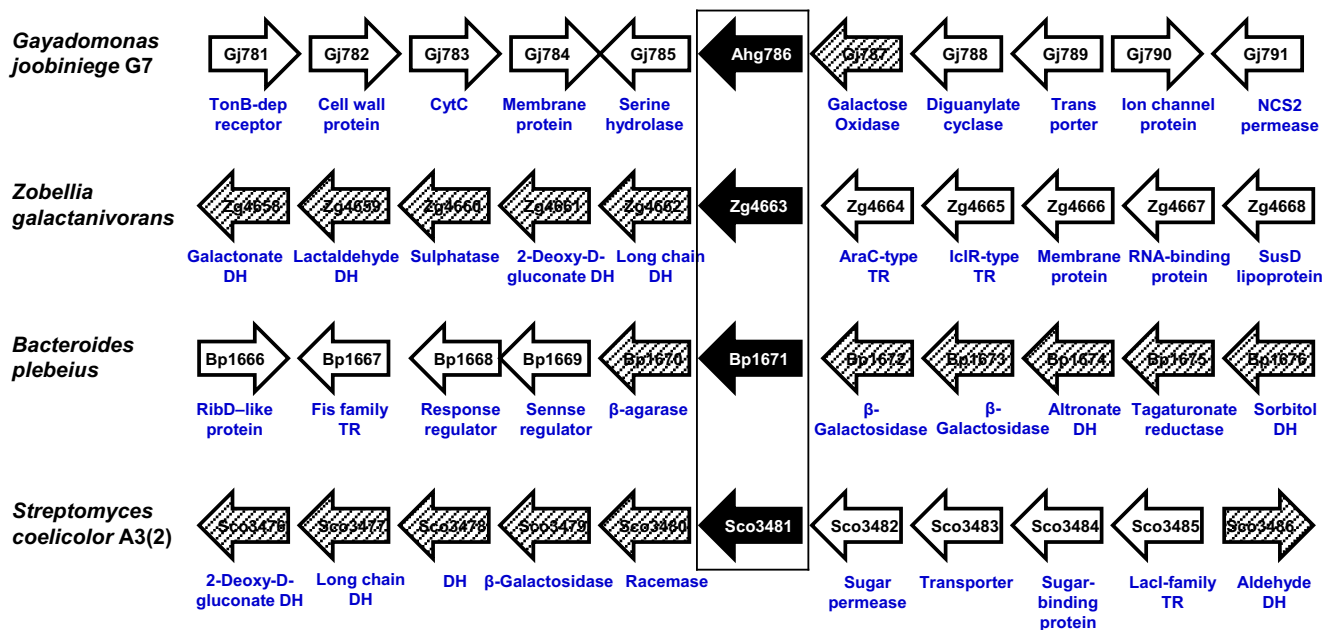 Gayadomonas
joobiniege G7
Gj781 Gj782 Gj783 Gj784 Gj785 Ahg786 Gj787 Gj788 Gj789 Gj790 Gj791
TonB-dep Cell wall CytC Membrane Serine Galactose Diguanylate Trans Ion channel NCS2
receptor protein protein hydrolase Oxidase cyclase porter protein permease
Zobellia
galactanivorans
Zg4658 Zg4659 Zg4660 Zg4661 Zg4662 Zg4663 Zg4664 Zg4665 Zg4666 Zg4667 Zg4668
Galactonate Lactaldehyde Sulphatase 2-Deoxy-D- Long chain AraC-type IclR-type Membrane RNA-binding SusD
DH DH gluconate DH DH TR TR protein protein lipoprotein
Bacteroides
plebeius
Bp1666 Bp1667 Bp1668 Bp1669 Bp1670 Bp1671 Bp1672 Bp1673 Bp1674 Bp1675 Bp1676
RibD–like Fis family Response Sennse β-agarase β- β- Altronate Tagaturonate Sorbitol
protein TR regulator regulator Galactosidase Galactosidase DH reductase DH
Streptomyces
coelicolor A3(2)
Sco3476 Sco3477 Sco3478 Sco3479 Sco3480 Sco3481 Sco3482 Sco3483 Sco3484 Sco3485 Sco3486
2-Deoxy-D- Long chain DH β-Galactosidase Racemase Sugar Transporter Sugar- LacI-family Aldehyde
gluconate DH DH permease binding TR DH
protein